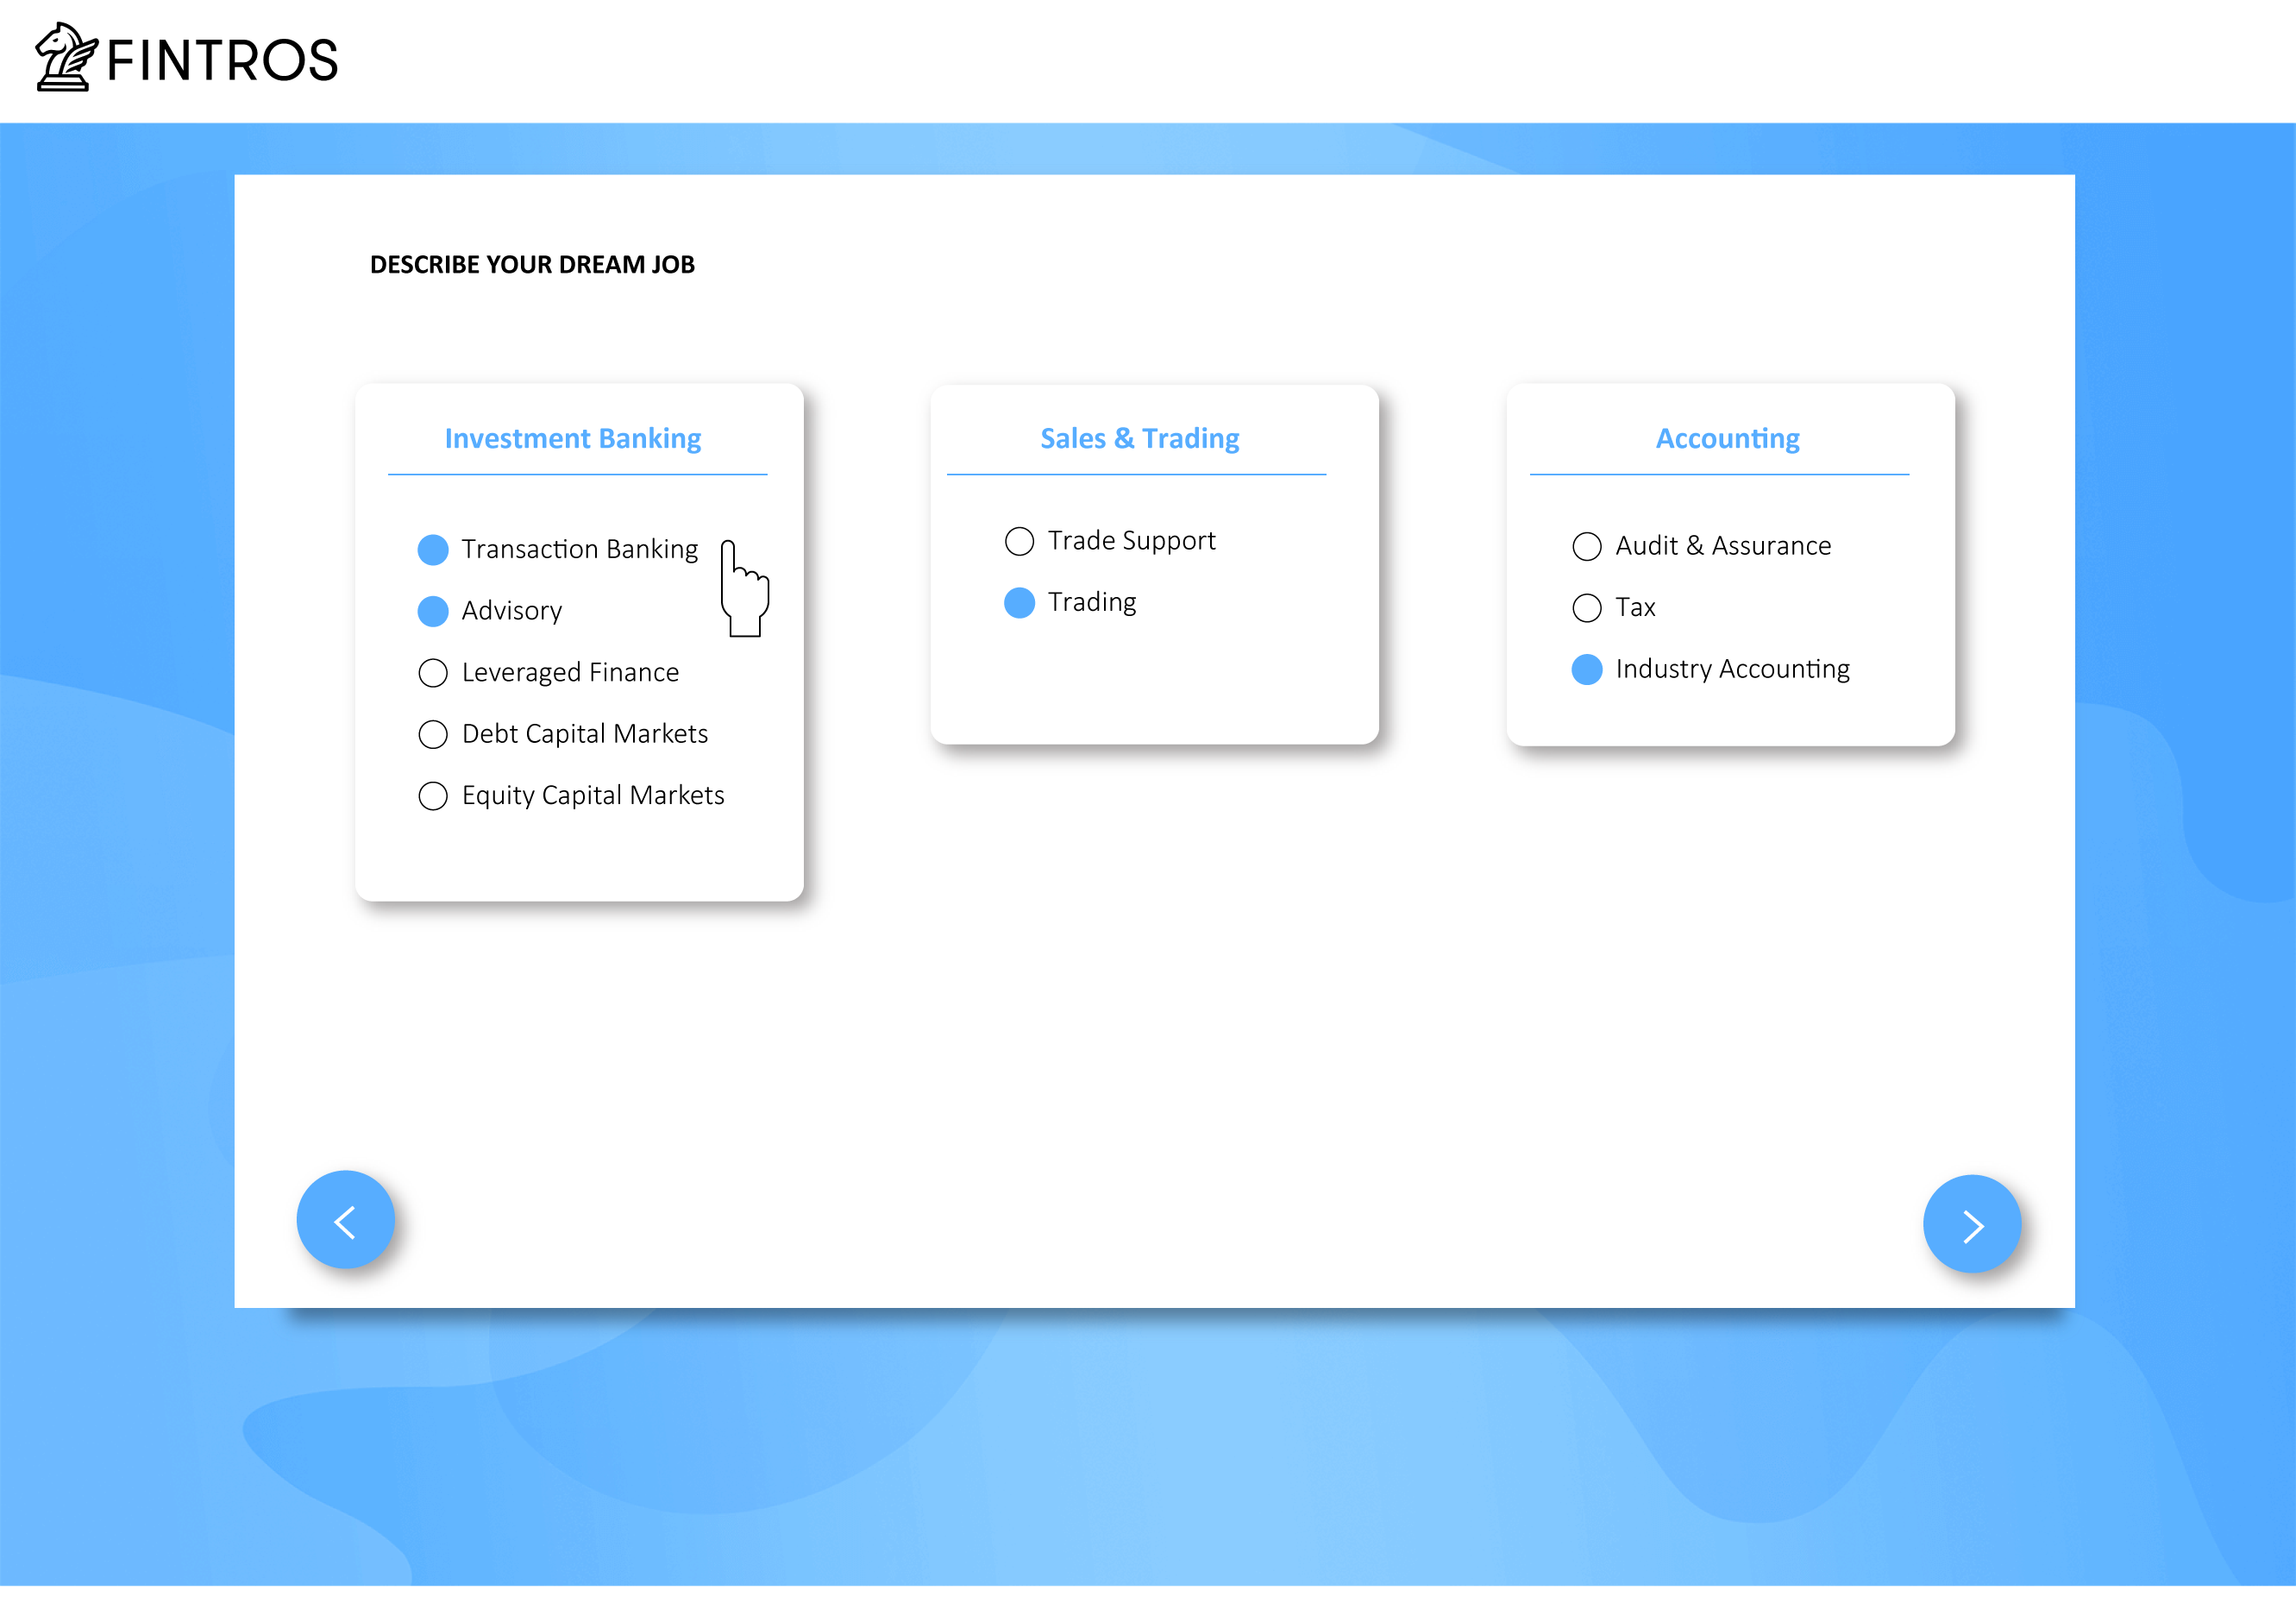 FINTROS
DESCRIBE YOUR DREAM JOB
Investment Banking
Transaction Banking
Advisory
Leveraged Finance
Debt Capital Markets
Equity Capital Markets
Sales & Trading
Trade Support
Trading
Accounting
Audit & Assurance
Tax
Industry Accounting